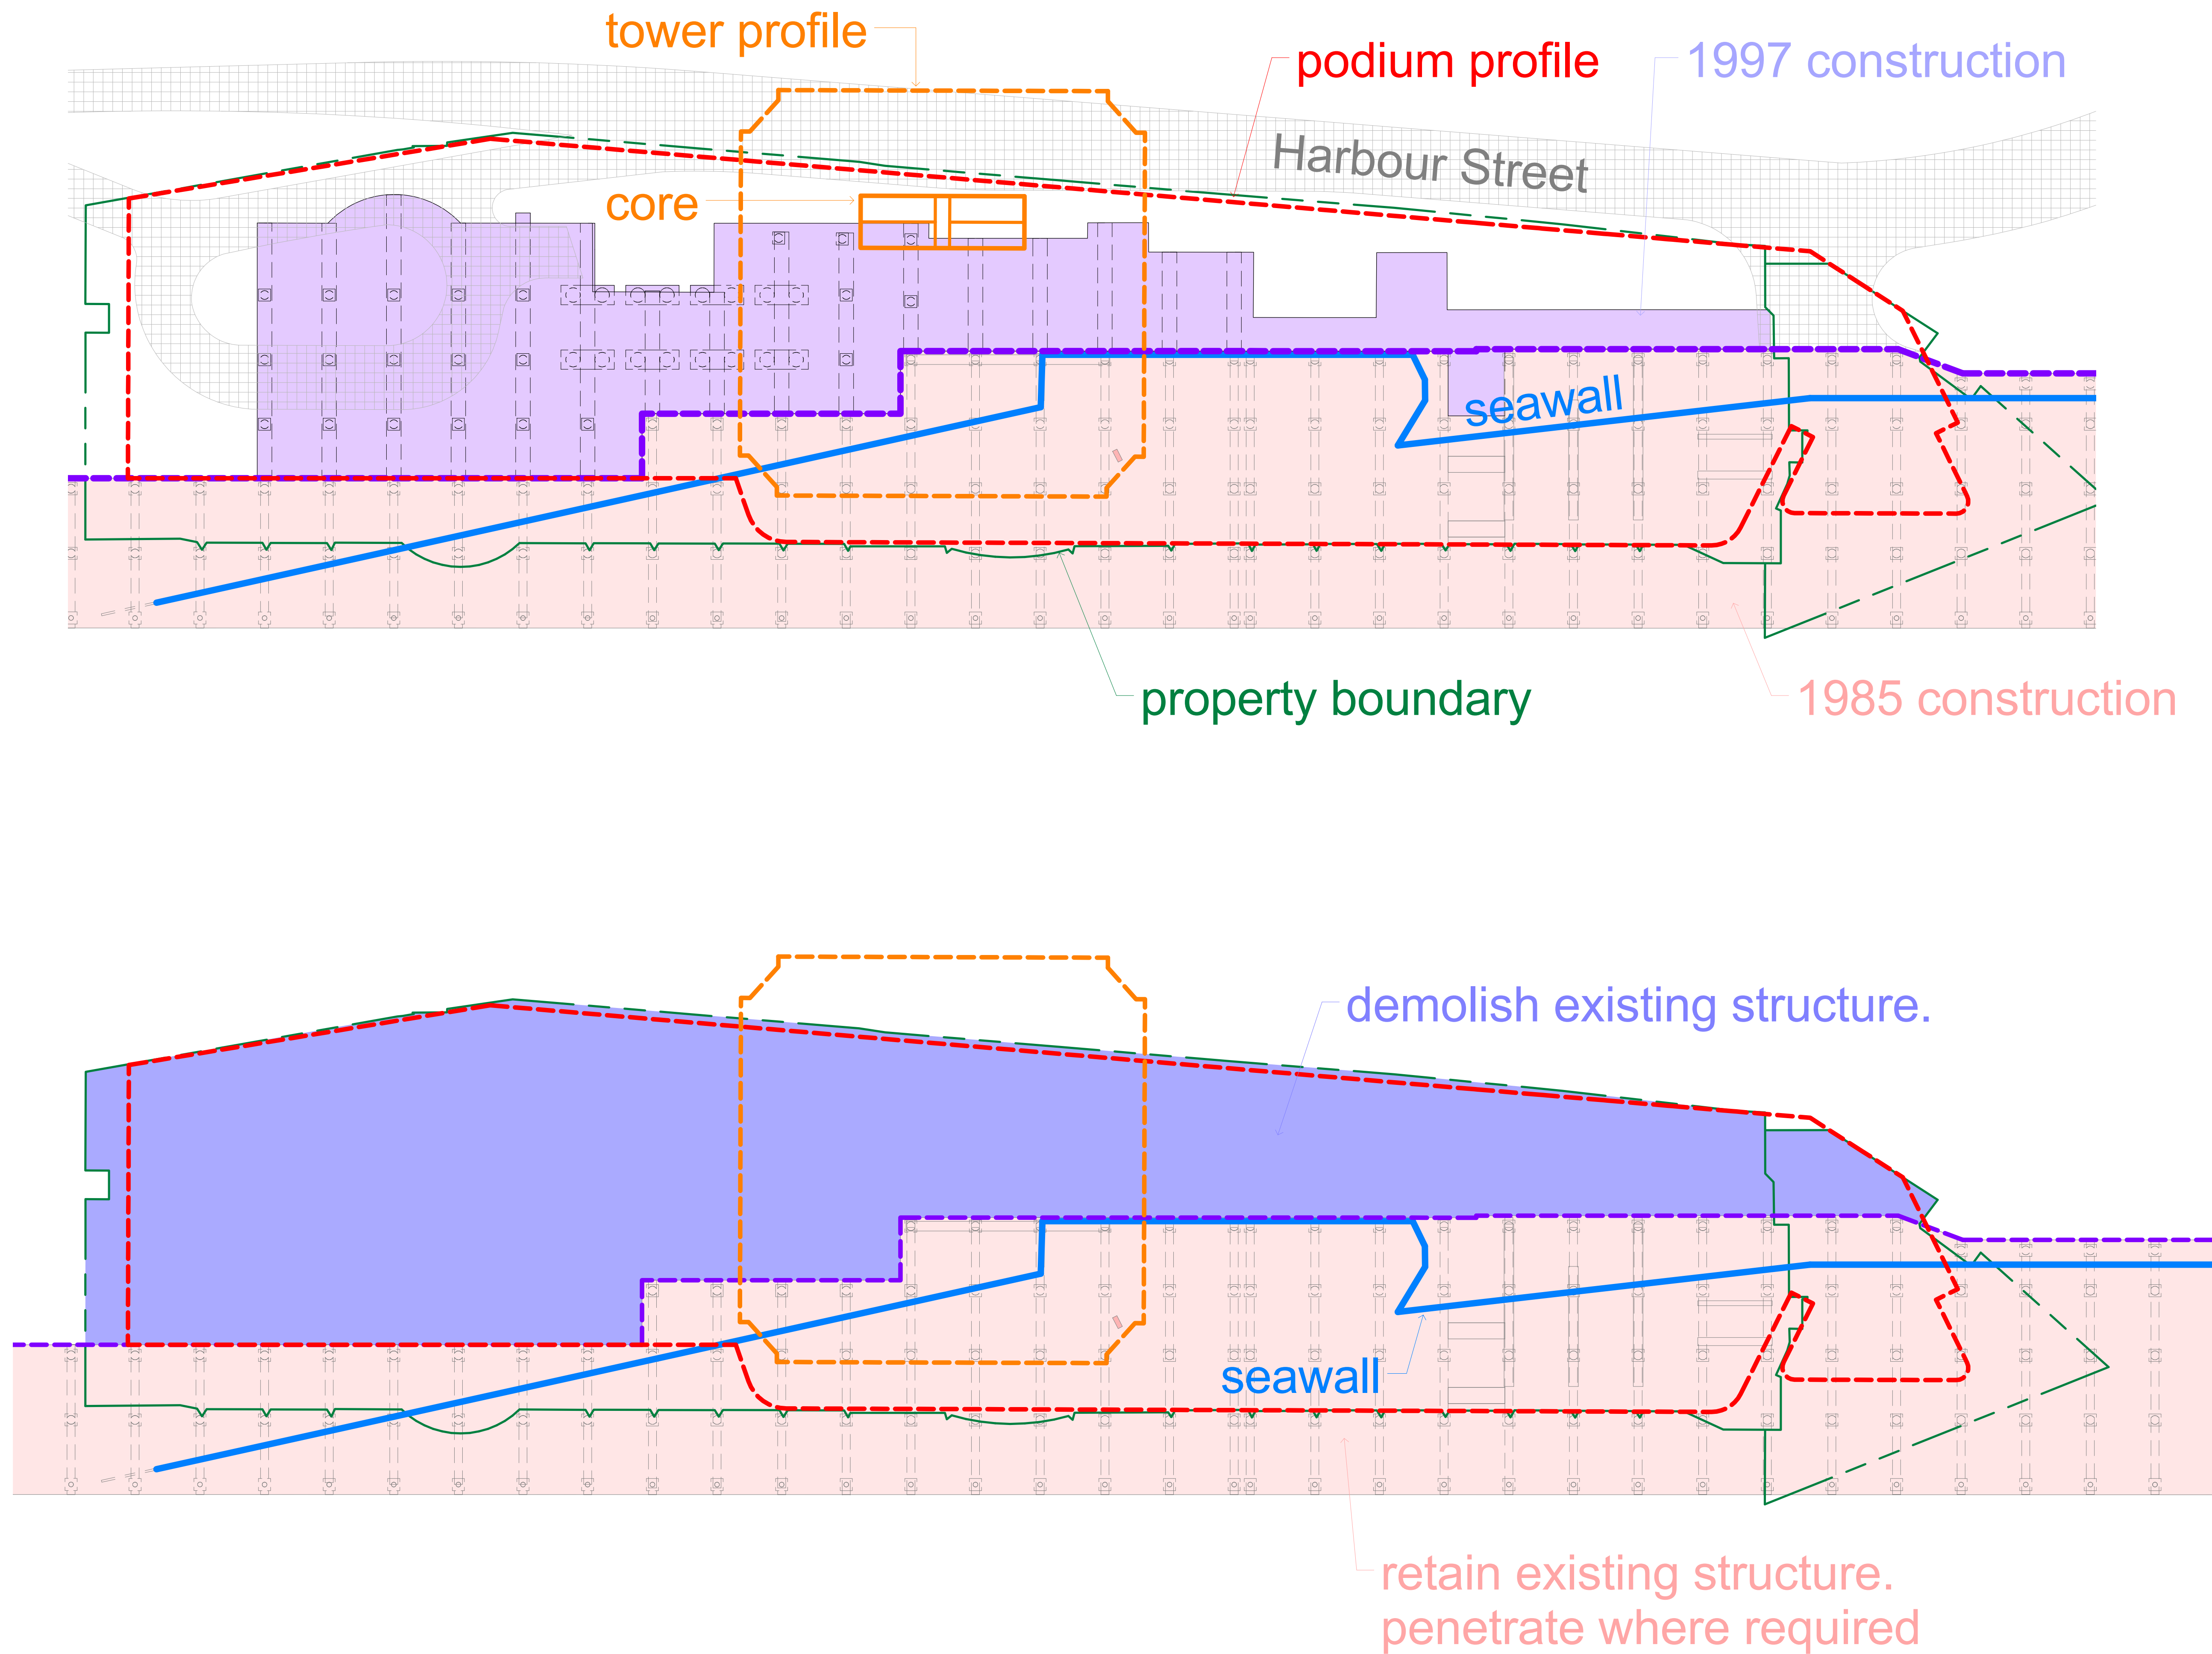 tower profile
podium profile
1997 construction
Harbour Street
core
seawall
property boundary
1985 construction
demolish existing structure.
seawall
retain existing structure.
penetrate where required